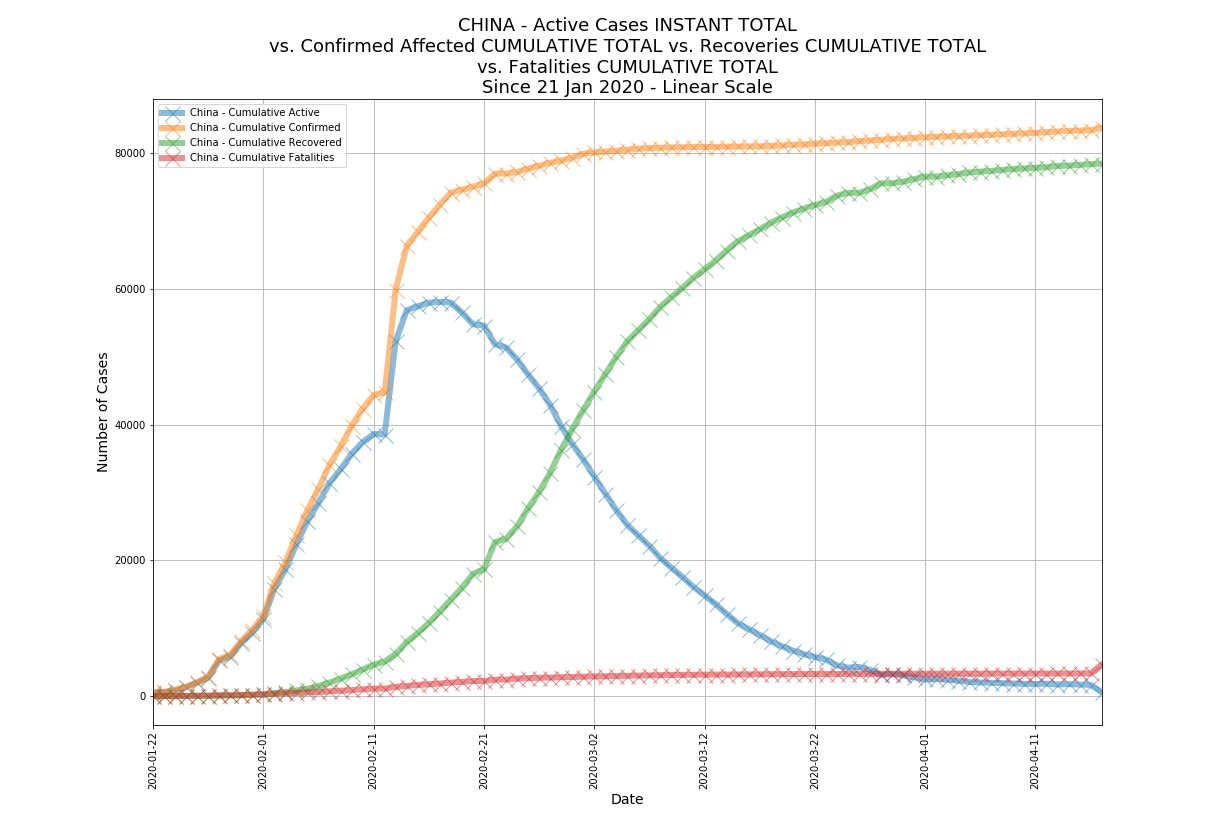 CHINA - Active Cases INSTANT TOTAL
vs. Confirmed Affected CUMULATIVE TOTAL vs. Recoveries CUMULATIVE TOTAL
vs. Fatalities CUMULATIVE TOTAL
Since 21 Jan 2020 - Linear Scale
China - Cumulative Active
China - Cumulative Confirmed
China - Cumulative Recovered
China - Cumulative Fatalities
80000
60000
40000
20000
0
Number of Cases
2020-01-22
2020-02-01
2020-02-11
2020-02-21
2020-03-02
2020-03-12
2020-03-22
2020-04-01
2020-04-11
Date